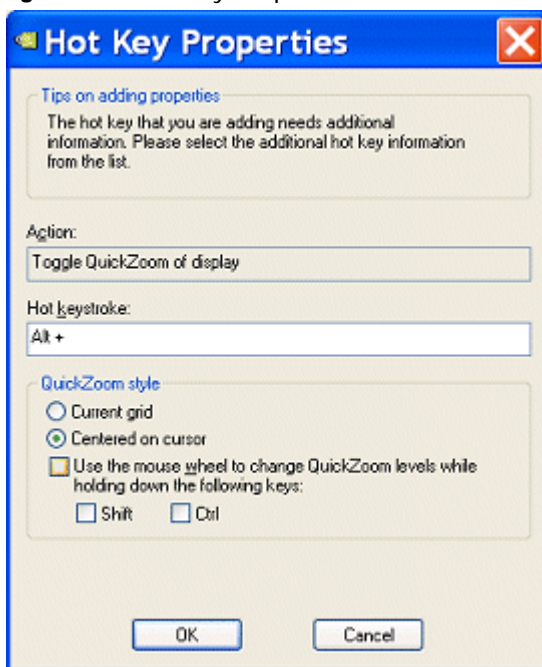 Hot Key Properties
Tips on adding properties
The hot key that you are adding needs additional
information. Please select the additional hot key information
from the list.
Action:
Toggle QuickZoom of display
Hot keystroke:
Alt +
QuickZoom style
Current grid
Centered on cursor
Use the mouse wheel to change QuickZoom levels while
holding down the following keys:
Shift Ctrl
OK Cancel